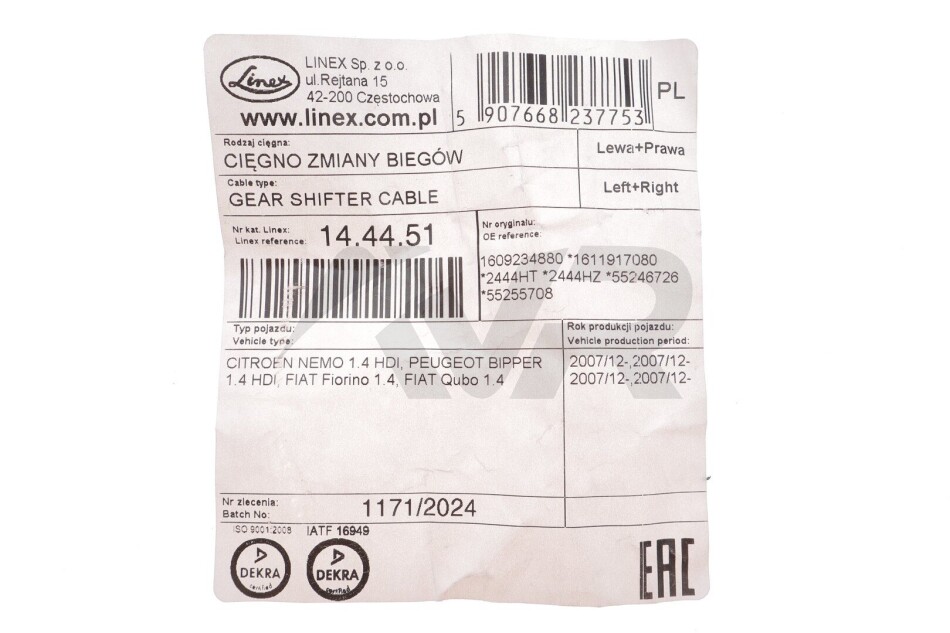 Linex
LINEX Sp. z o.o.
ul.Rejtana 15
42-200 Częstochowa
www.linex.com.pl
5 907668 237753
PL
Rodzaj cięgna:
CIĘGNO ZMIANY BIEGÓW
Lewa+Prawa
Cable type:
GEAR SHIFTER CABLE
Left+Right
Nr kat. Linex:
Linex reference:
14.44.51
Nr oryginału:
OE reference:
1609234880 *1611917080
*2444HT *2444HZ *55246726
*55255708
MVR
Typ pojazdu:
Vehicle type:
Rok produkcji pojazdu:
Vehicle production period:
CITROEN NEMO 1.4 HDI, PEUGEOT BIPPER
1.4 HDI, FIAT Fiorino 1.4, FIAT Qubo 1.4
2007/12-,2007/12-
2007/12-,2007/12-
Nr zlecenia:
Batch No:
1171/2024
ISO 9001:2008
IATF 16949
DEKRA
certified
DEKRA
certified
EAC